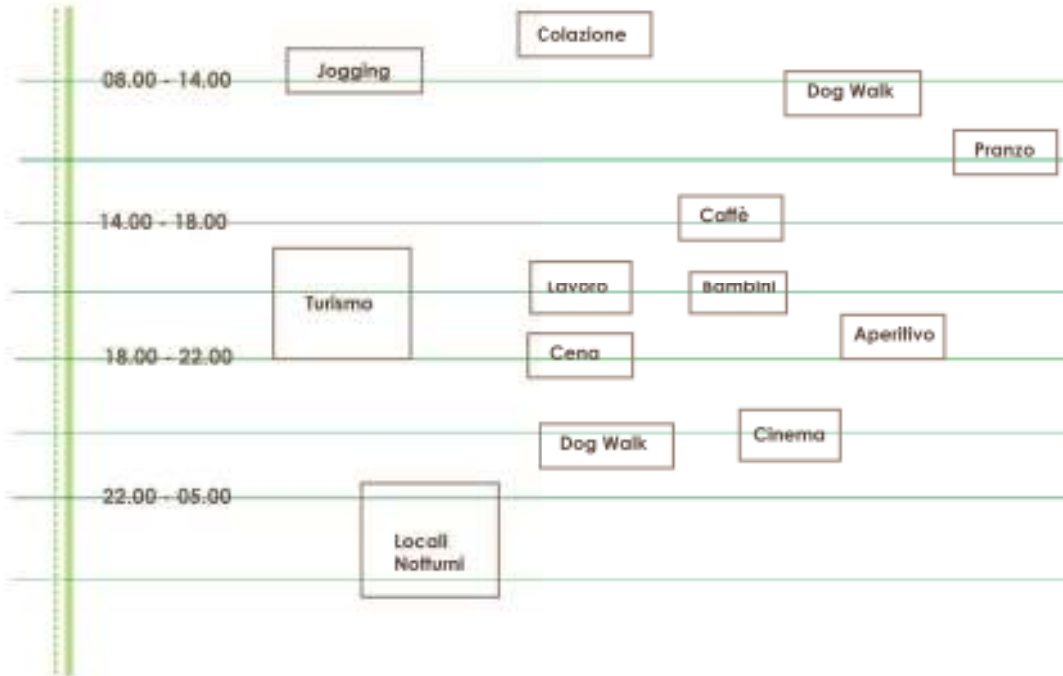 Colazione
Jogging
08.00 - 14.00
Dog Walk
Pranzo
14.00 - 18.00
Caffè
Turismo
Lavoro
Bambini
Aperitivo
18.00 - 22.00
Cena
Dog Walk
Cinema
22.00 - 05.00
Locali
Notturni